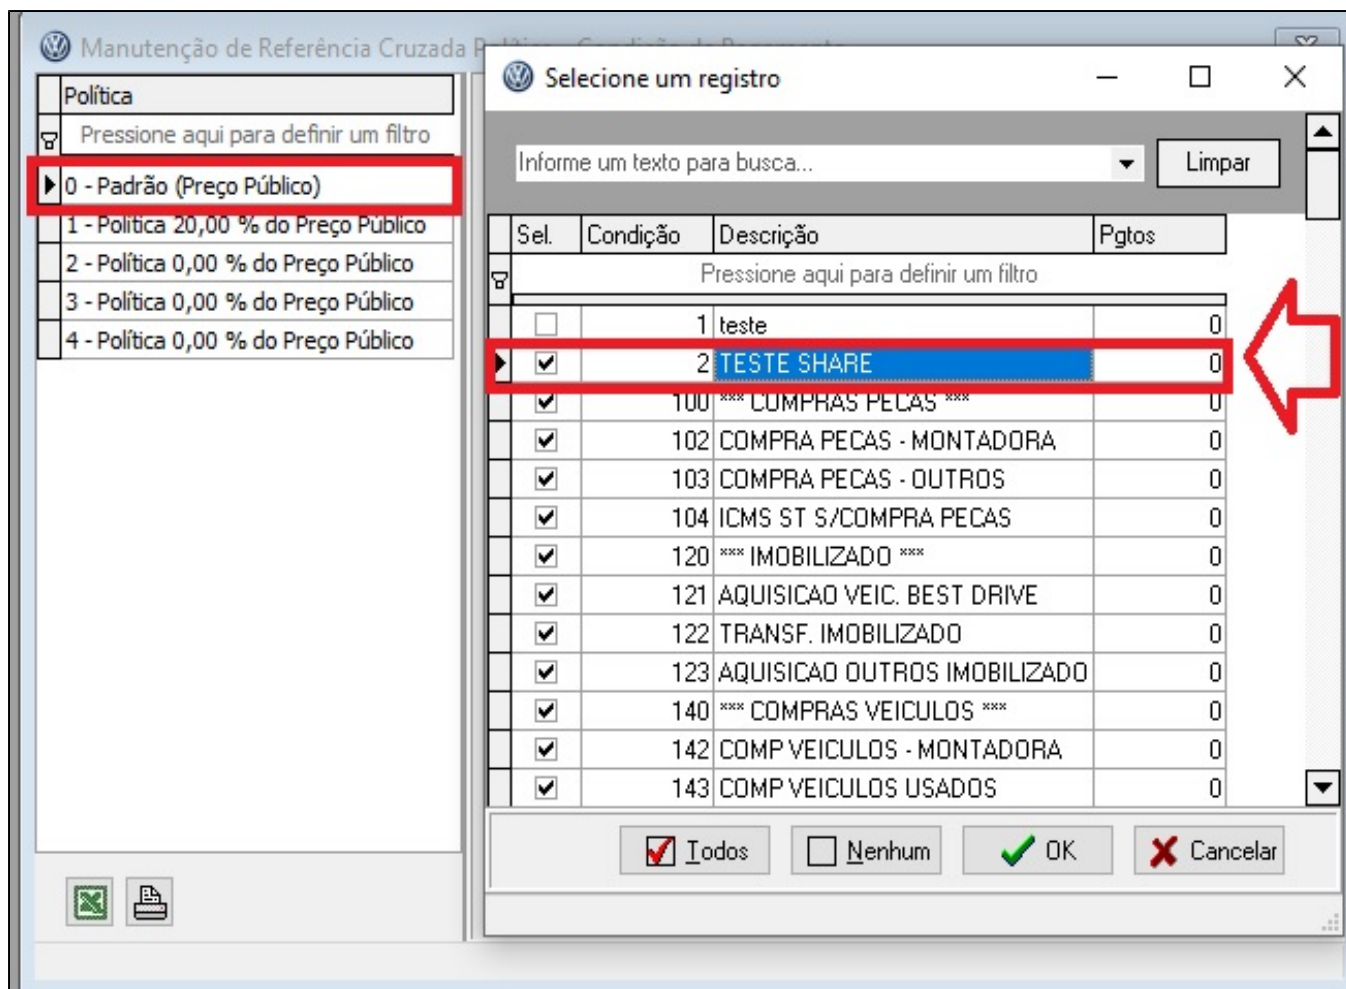 Manutenção de Referência Cruzada
Política
Pressione aqui para definir um filtro
0 - Padrão (Preço Público)
1 - Política 20,00 % do Preço Público
2 - Política 0,00 % do Preço Público
3 - Política 0,00 % do Preço Público
4 - Política 0,00 % do Preço Público
Selecione um registro
Informe um texto para busca... Limpar
Sel. Condição Descrição Pgtos
Pressione aqui para definir um filtro
1 teste 0
2 TESTE SHARE 0
100 *** COMPRAS PECAS *** 0
102 COMPRA PECAS - MONTADORA 0
103 COMPRA PECAS - OUTROS 0
104 ICMS ST S/COMPRA PECAS 0
120 *** IMOBILIZADO *** 0
121 AQUISICAO VEIC. BEST DRIVE 0
122 TRANSF. IMOBILIZADO 0
123 AQUISICAO OUTROS IMOBILIZADO 0
140 *** COMPRAS VEICULOS *** 0
142 COMP VEICULOS - MONTADORA 0
143 COMP VEICULOS USADOS 0
Todos Nenhum OK Cancelar